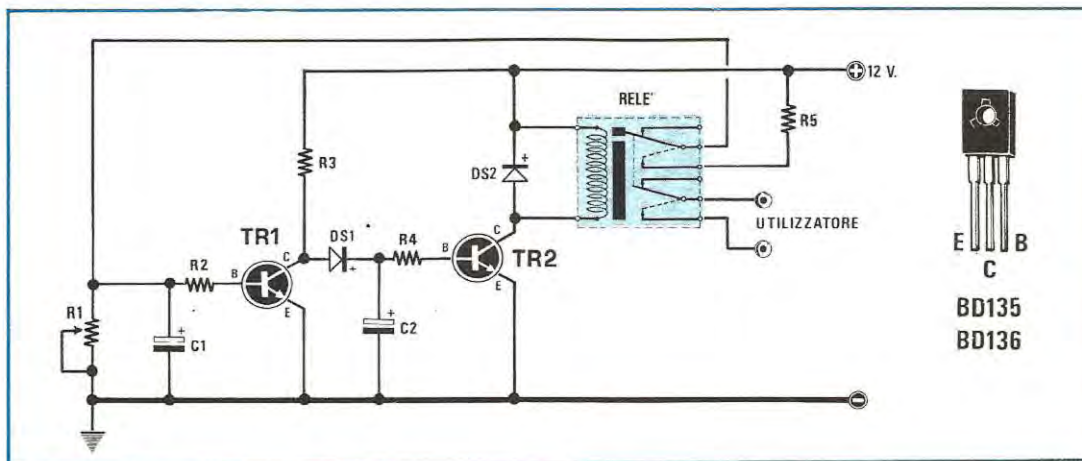 12 V.
RELE'
R5
R3
DS2
UTILIZZATORE
TR1
DS1
R4
C
B
TR2
E
C
R2
B
E
R1
C1
C2
E
B
C
BD135
BD136